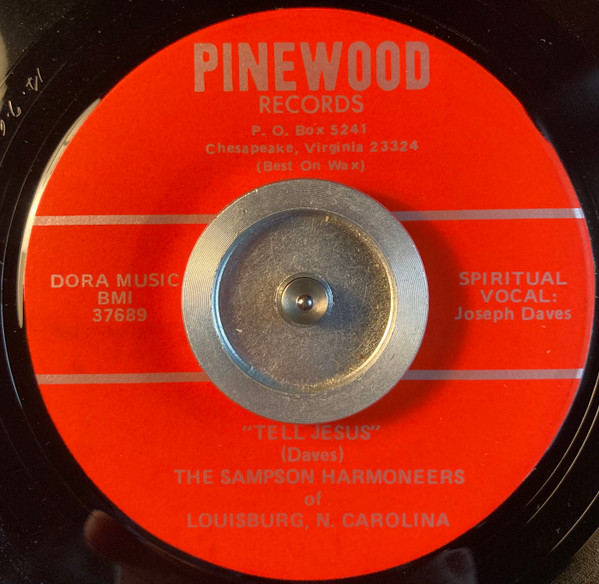 PINEWOOD
RECORDS
P. O. Box 5241
Chesapeake, Virginia 23324
(Best On Wax)
DORA MUSIC
BMI
37689
SPIRITUAL
VOCAL:
Joseph Daves
"TELL JESUS"
(Daves)
THE SAMPSON HARMONEERS
of
LOUISBURG, N. CAROLINA